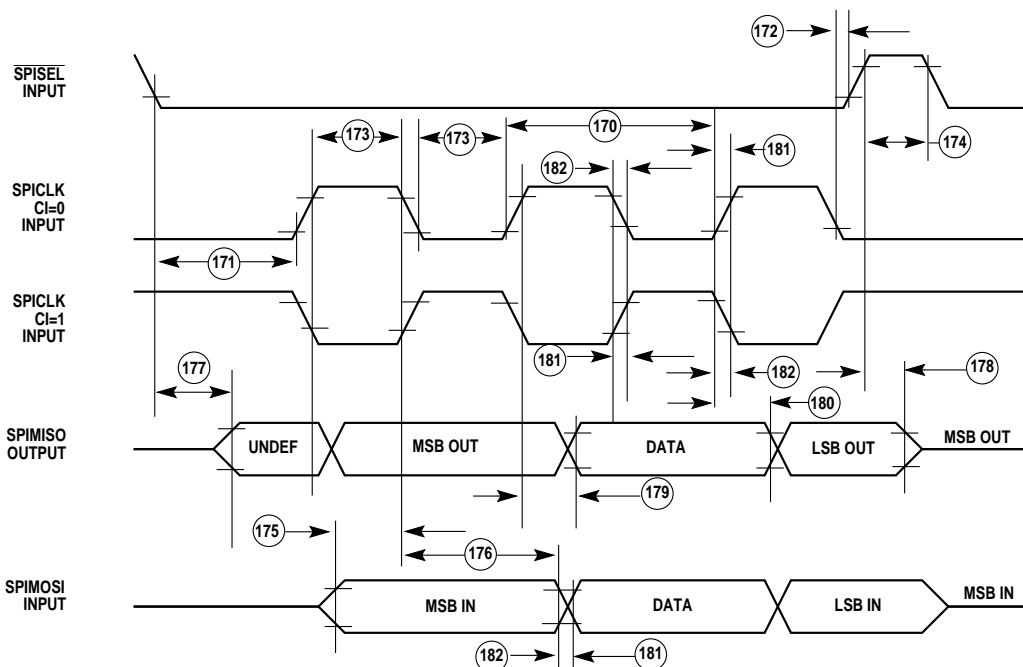 172
SPISEL
INPUT
173
173
170
181
174
182
SPICLK
CI=0
INPUT
171
SPICLK
CI=1
INPUT
181
182
178
177
180
SPIMISO
OUTPUT
UNDEF
MSB OUT
DATA
LSB OUT
MSB OUT
179
175
176
SPIMOSI
INPUT
MSB IN
DATA
LSB IN
MSB IN
182
181